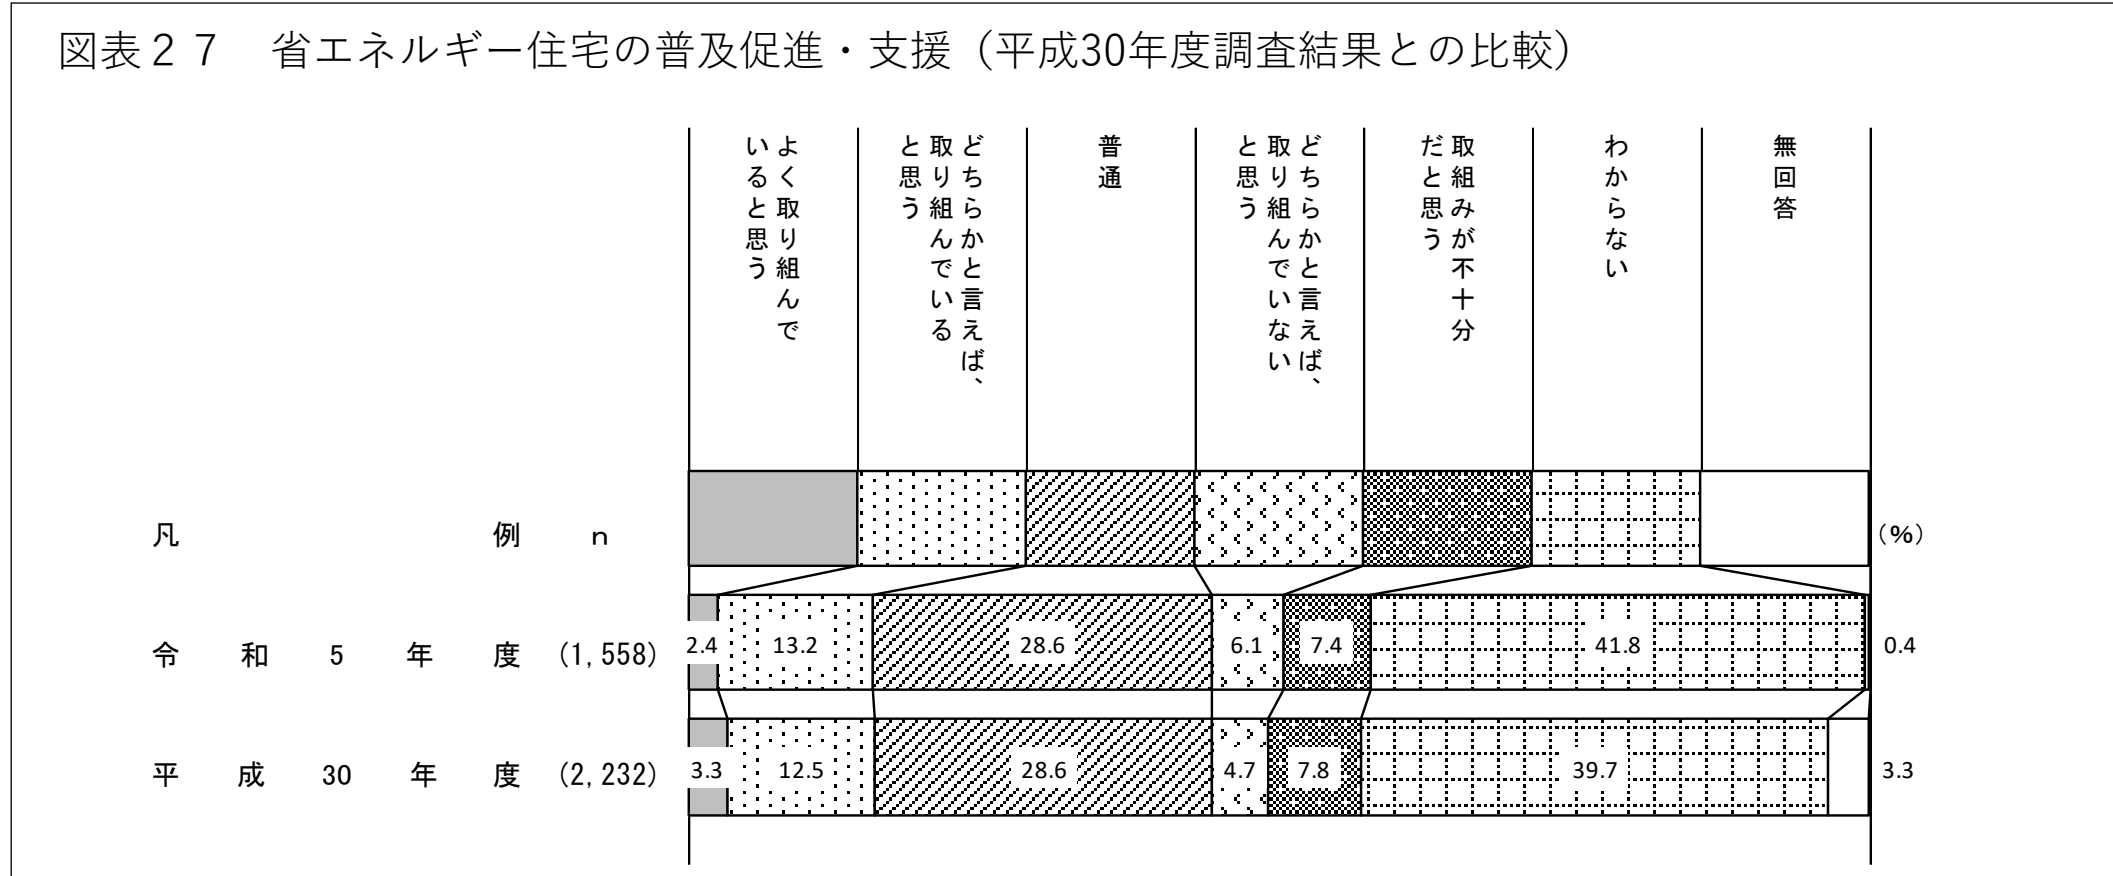 図表２７　省エネルギー住宅の普及促進・支援（平成30年度調査結果との比較）
よく取り組んで
いると思う
どちらかと言えば、
取り組んでいる
と思う
普通
どちらかと言えば、
取り組んでいない
と思う
取組みが不十分
だと思う
わからない
無回答
凡例 n (%)
令和5年度 (1,558) 2.4 13.2 28.6 6.1 7.4 41.8 0.4
平成30年度 (2,232) 3.3 12.5 28.6 4.7 7.8 39.7 3.3